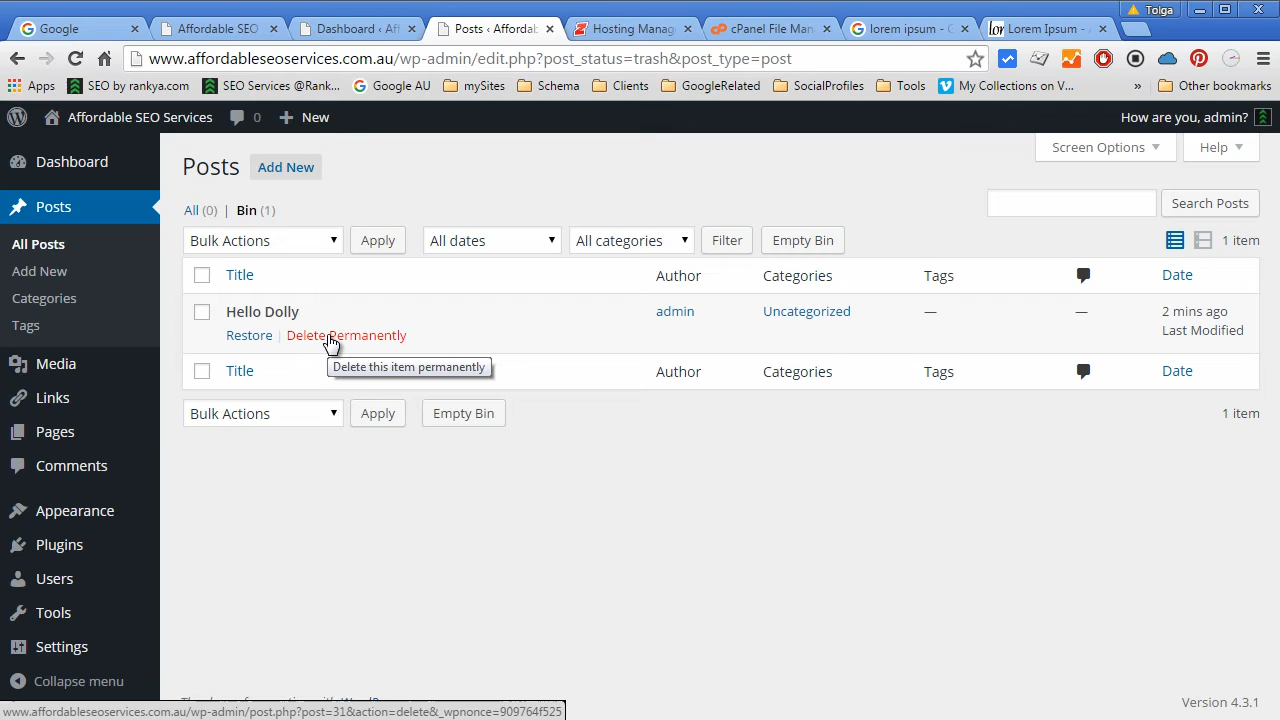 Tolga
Google
Affordable SEO
Dashboard ‹ Aff
Posts ‹ Affordab
Hosting Manag
cPanel File Man
lorem ipsum - G
Lorem Ipsum - 
www.affordableseoservices.com.au/wp-admin/edit.php?post_status=trash&post_type=post
Apps
SEO by rankya.com
SEOServices @Rank...
Google AU
mySites
Schema
Clients
GoogleRelated
SocialProfiles
Tools
My Collections on V...
»
Other bookmarks
Affordable SEO Services
0
New
How are you, admin?
Dashboard
Posts
All Posts
Add New
Categories
Tags
Media
Links
Pages
Comments
Appearance
Plugins
Users
Tools
Settings
Collapse menu
Screen Options
Help
Posts
Add New
All (0) | Bin (1)
Search Posts
Bulk Actions
Apply
All dates
All categories
Filter
Empty Bin
1 item
Title
Author
Categories
Tags
Date
Hello Dolly
admin
Uncategorized
—
—
2 mins ago
Last Modified
Restore | Delete Permanently
Delete this item permanently
Title
Author
Categories
Tags
Date
Bulk Actions
Apply
Empty Bin
1 item
Version 4.3.1
www.affordableseoservices.com.au/wp-admin/post.php?post=31&action=delete&_wpnonce=909764f525